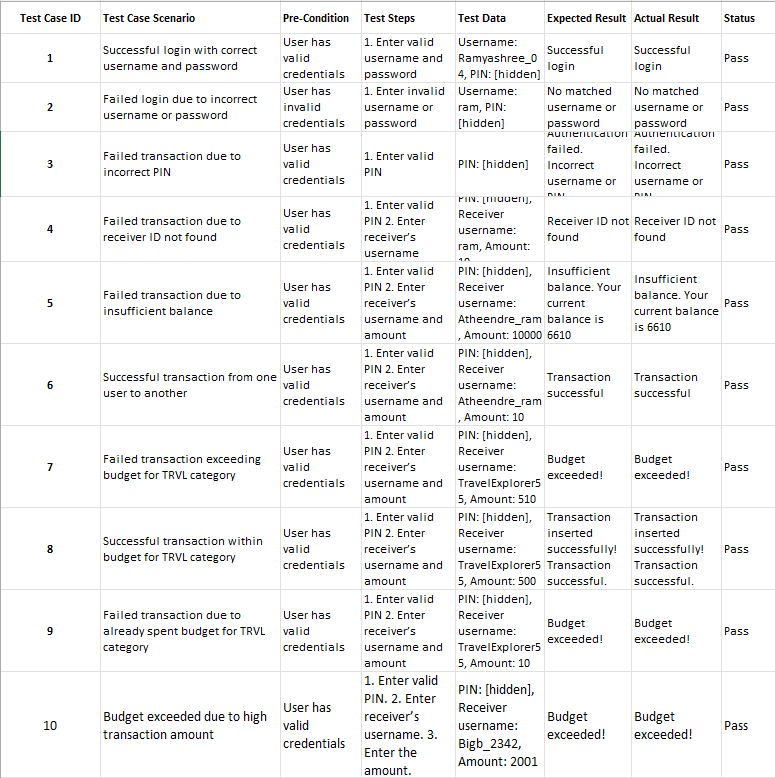 Test Case ID Test Case Scenario Pre-Condition Test Steps Test Data Expected Result Actual Result Status
1
Successful login with correct
username and password
User has
valid
credentials
1. Enter valid
username and
password
Username:
Ramyashree_0
4, PIN: [hidden]
Successful
login
Successful
login
Pass
2
Failed login due to incorrect
username or password
User has
invalid
credentials
1. Enter invalid
username or
password
Username:
ram, PIN:
[hidden]
No matched
username or
password
No matched
username or
password
Pass
3
Failed transaction due to
incorrect PIN
User has
valid
credentials
1. Enter valid
PIN
PIN: [hidden]
Authentication
failed.
Incorrect
username or
PIN
Authentication
failed.
Incorrect
username or
PIN
Pass
4
Failed transaction due to
receiver ID not found
User has
valid
credentials
1. Enter valid
PIN 2. Enter
receiver’s
username
PIN: [hidden],
Receiver
username:
ram, Amount:
10
Receiver ID not
found
Receiver ID not
found
Pass
5
Failed transaction due to
insufficient balance
User has
valid
credentials
1. Enter valid
PIN 2. Enter
receiver’s
username and
amount
PIN: [hidden],
Receiver
username:
Atheendre_ram
, Amount: 10000
Insufficient
balance. Your
current
balance is
6610
Insufficient
balance. Your
current balance
is 6610
Pass
6
Successful transaction from one
user to another
User has
valid
credentials
1. Enter valid
PIN 2. Enter
receiver’s
username and
amount
PIN: [hidden],
Receiver
username:
Atheendre_ram
, Amount: 10
Transaction
successful
Transaction
successful
Pass
7
Failed transaction exceeding
budget for TRVL category
User has
valid
credentials
1. Enter valid
PIN 2. Enter
receiver’s
username and
amount
PIN: [hidden],
Receiver
username:
TravelExplorer5
5, Amount: 510
Budget
exceeded!
Budget
exceeded!
Pass
8
Successful transaction within
budget for TRVL category
User has
valid
credentials
1. Enter valid
PIN 2. Enter
receiver’s
username and
amount
PIN: [hidden],
Receiver
username:
TravelExplorer5
5, Amount: 500
Transaction
inserted
successfully!
Transaction
successful.
Transaction
inserted
successfully!
Transaction
successful.
Pass
9
Failed transaction due to
already spent budget for TRVL
category
User has
valid
credentials
1. Enter valid
PIN 2. Enter
receiver’s
username and
amount
PIN: [hidden],
Receiver
username:
TravelExplorer5
5, Amount: 10
Budget
exceeded!
Budget
exceeded!
Pass
10
Budget exceeded due to high
transaction amount
User has
valid
credentials
1. Enter valid
PIN. 2. Enter
receiver’s
username. 3.
Enter the
amount.
PIN: [hidden],
Receiver
username:
Bigb_2342,
Amount: 2001
Budget
exceeded!
Budget
exceeded!
Pass